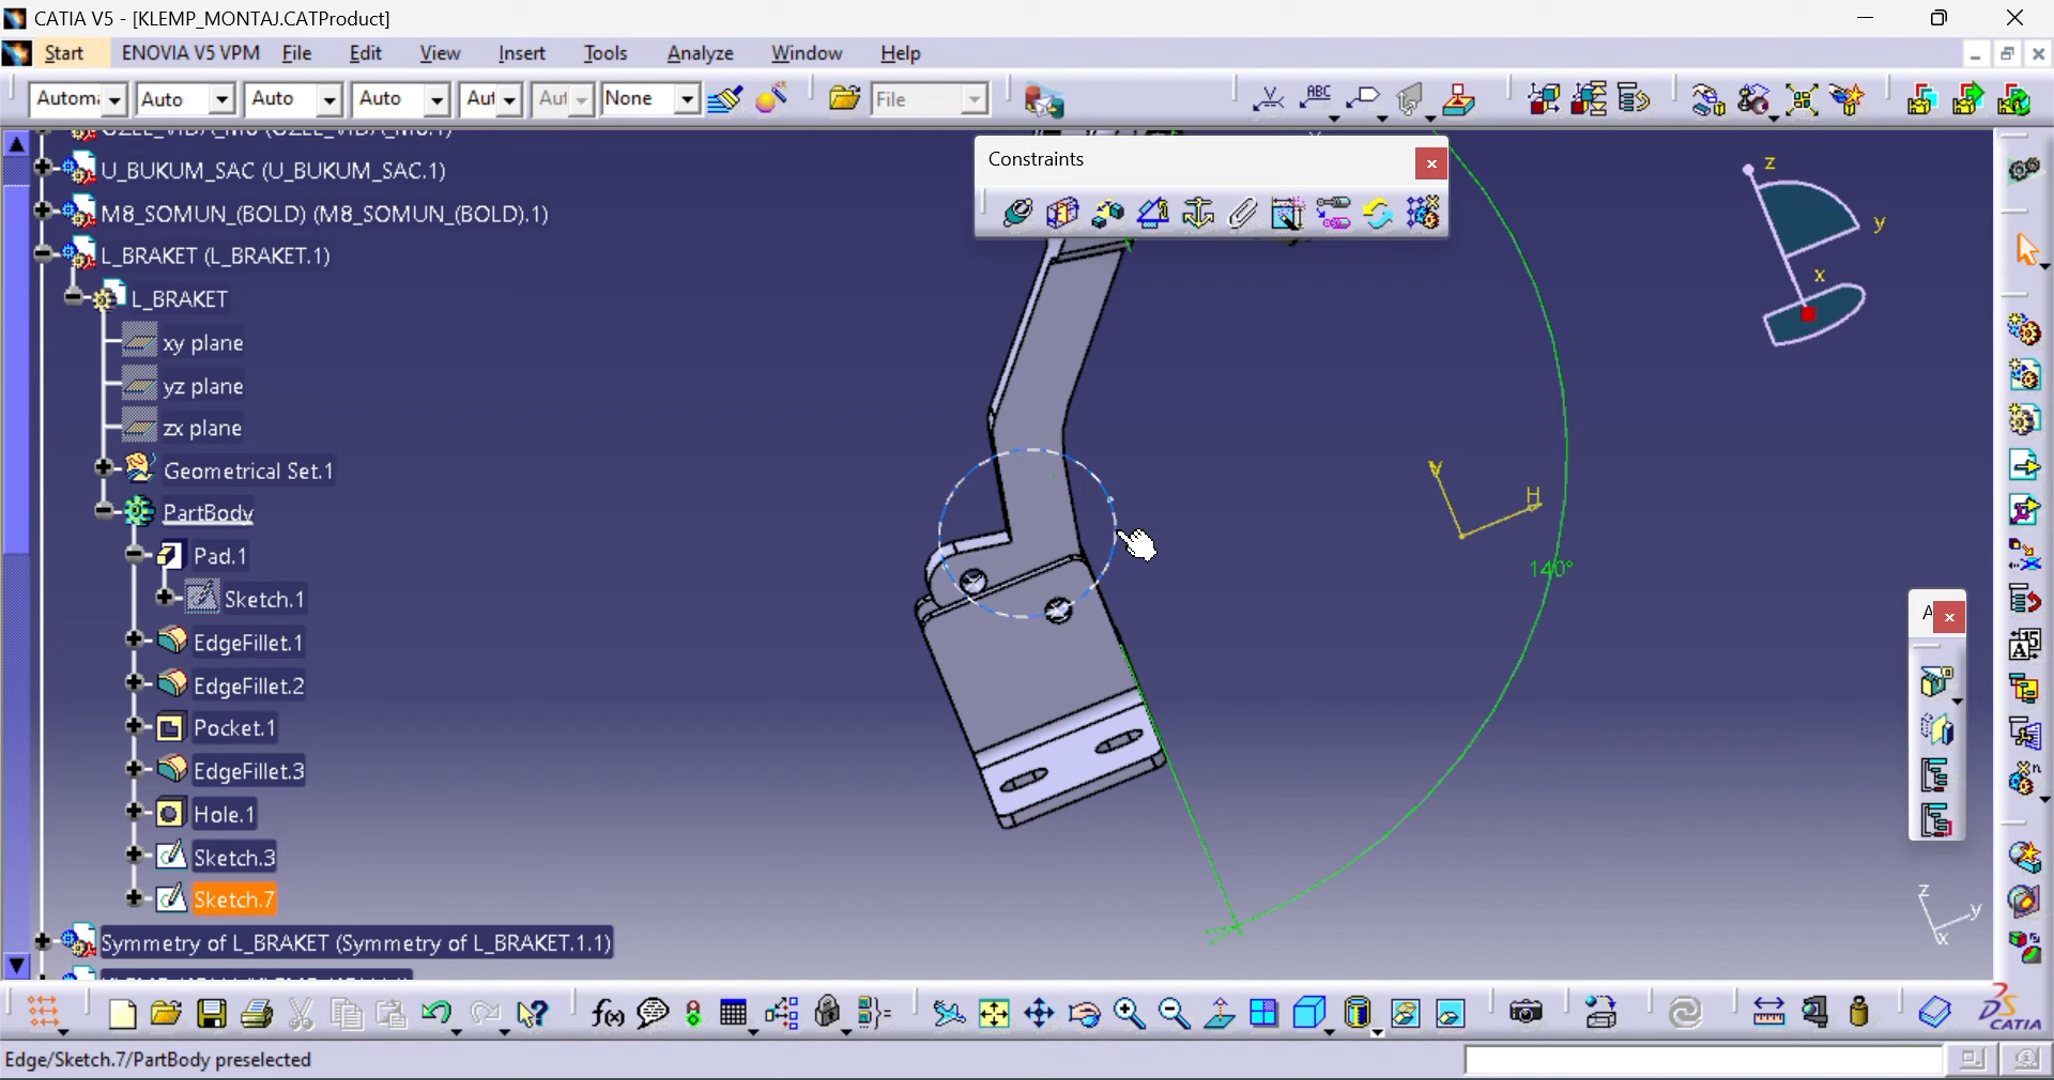 CATIA V5 - [KLEMP_MONTAJ.CATProduct]
Start ENOVIA V5 VPM File Edit View Insert Tools Analyze Window Help
Auto Auto Auto Aut Aut None File
ABC
Constraints
U_BUKUM_SAC (U_BUKUM_SAC.1)
M8_SOMUN_(BOLD) (M8_SOMUN_(BOLD).1)
L_BRAKET (L_BRAKET.1)
L_BRAKET
xy plane
yz plane
zx plane
Geometrical Set.1
PartBody
Pad.1
Sketch.1
EdgeFillet.1
EdgeFillet.2
Pocket.1
EdgeFillet.3
Hole.1
Sketch.3
Sketch.7
Symmetry of L_BRAKET (Symmetry of L_BRAKET.1.1)
z
y
x
V
H
140°
A
z
y
x
f(x)
CATIA
Edge/Sketch.7/PartBody preselected